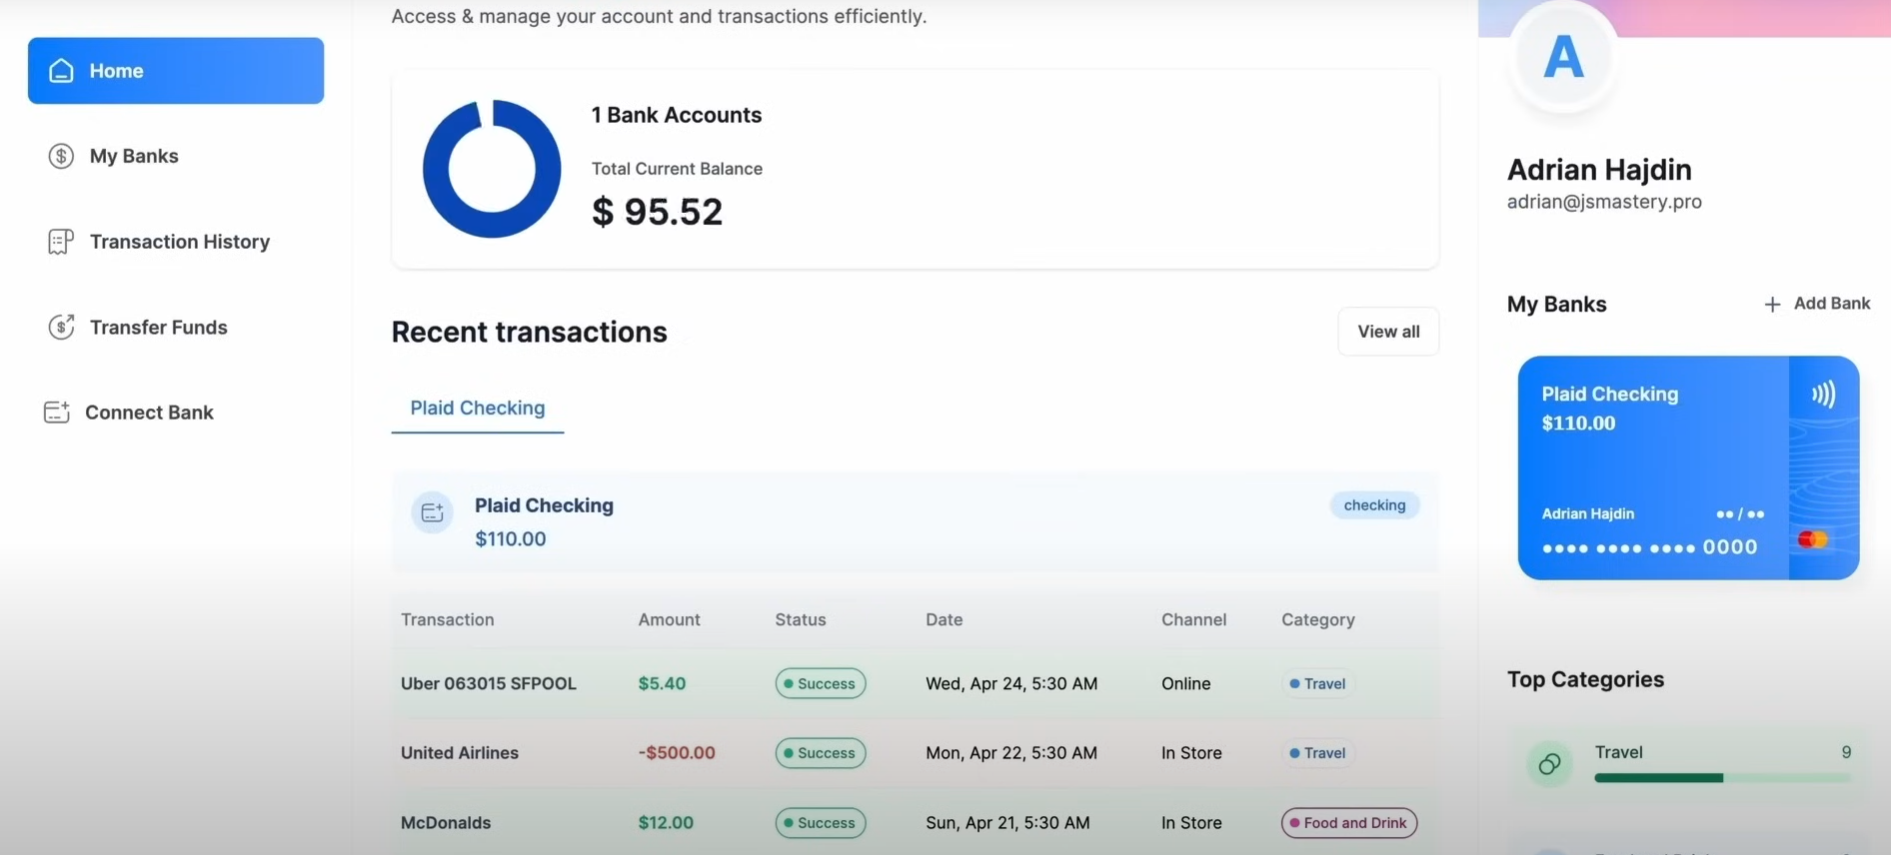 Access & manage your account and transactions efficiently.
Home
My Banks
Transaction History
Transfer Funds
Connect Bank
1 Bank Accounts
Total Current Balance
$ 95.52
Recent transactions
View all
Plaid Checking
Plaid Checking
checking
$110.00
Transaction Amount Status Date Channel Category
Uber 063015 SFPOOL $5.40 Success Wed, Apr 24, 5:30 AM Online Travel
United Airlines -$500.00 Success Mon, Apr 22, 5:30 AM In Store Travel
McDonalds $12.00 Success Sun, Apr 21, 5:30 AM In Store Food and Drink
A
Adrian Hajdin
adrian@jsmastery.pro
My Banks
+ Add Bank
Plaid Checking
$110.00
Adrian Hajdin ●● / ●●
●●●● ●●●● ●●●● 0000
Top Categories
Travel 9